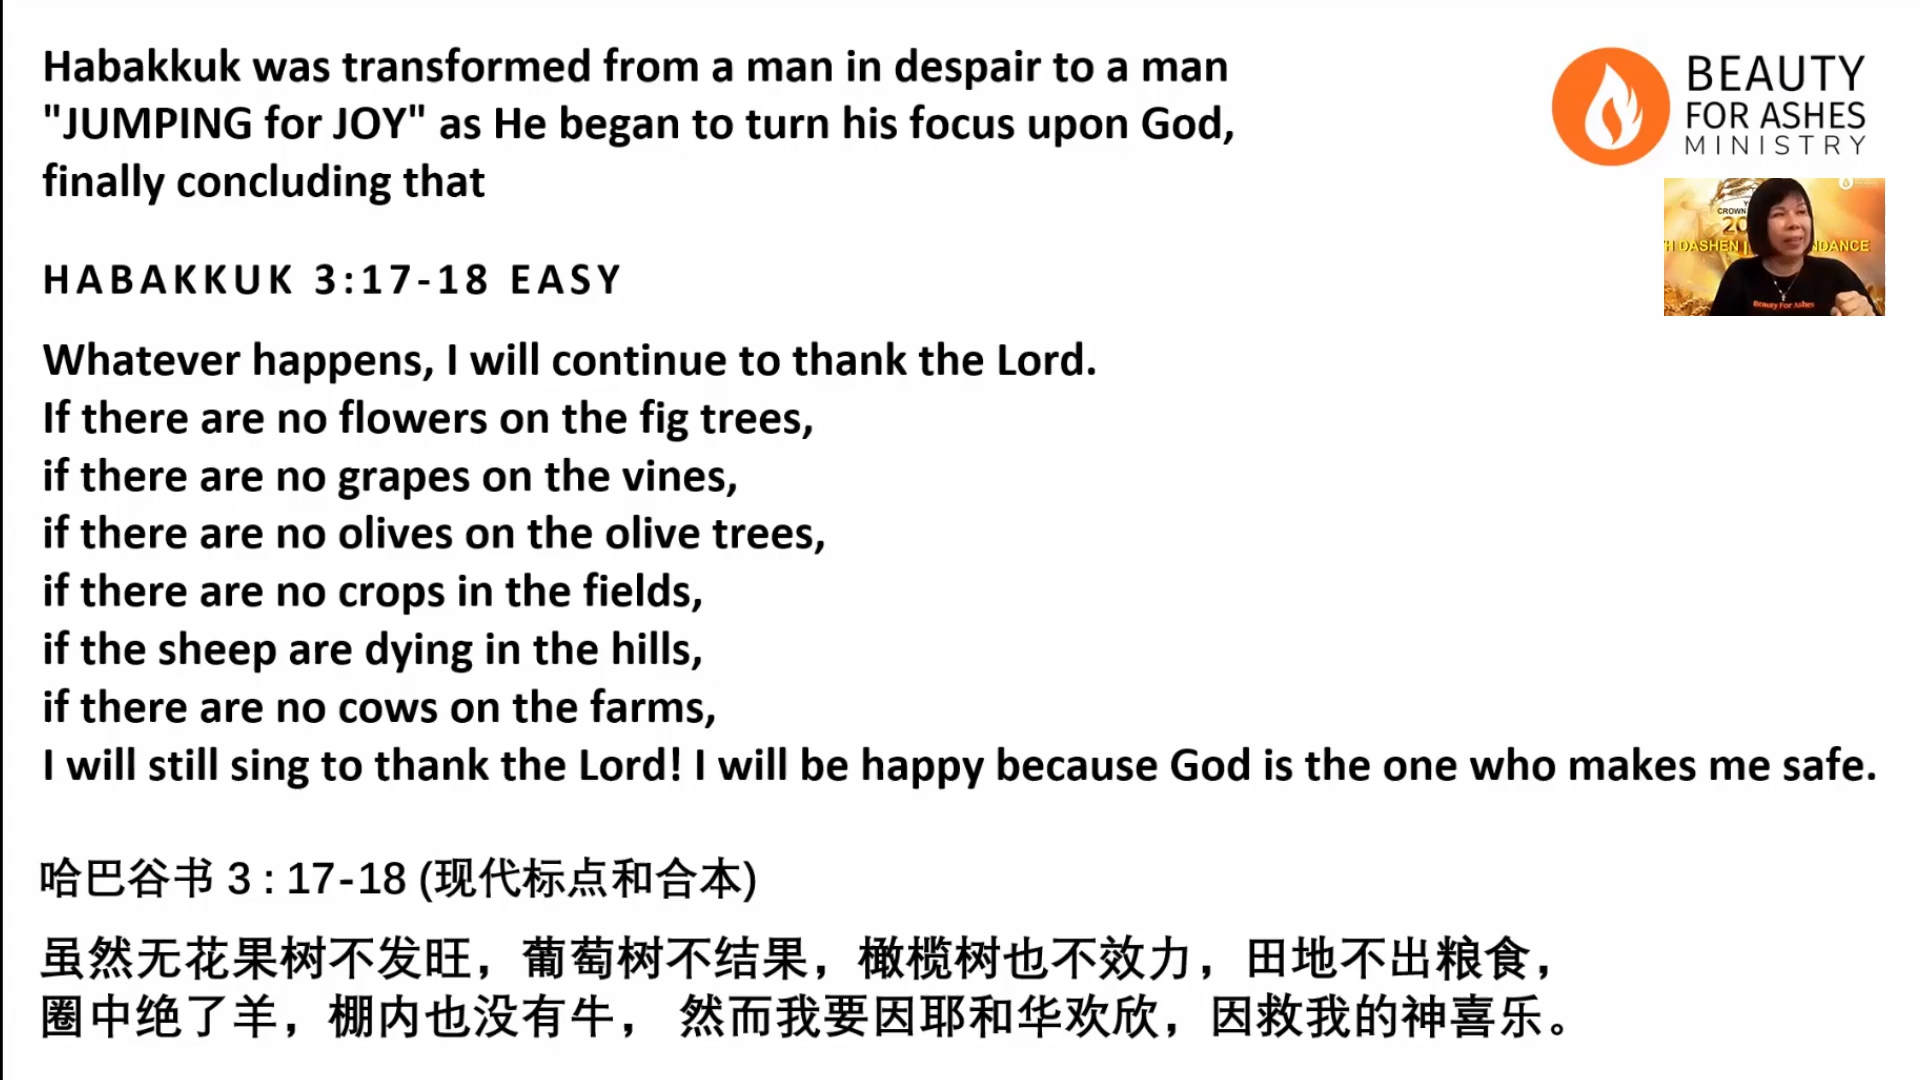 Habakkuk was transformed from a man in despair to a man
"JUMPING for JOY" as He began to turn his focus upon God,
finally concluding that
BEAUTY
FOR ASHES
MINISTRY
CROWN
20
H DASHEN |
NDANCE
Beauty For Ashes
HABAKKUK 3:17-18 EASY
Whatever happens, I will continue to thank the Lord.
If there are no flowers on the fig trees,
if there are no grapes on the vines,
if there are no olives on the olive trees,
if there are no crops in the fields,
if the sheep are dying in the hills,
if there are no cows on the farms,
I will still sing to thank the Lord! I will be happy because God is the one who makes me safe.
哈巴谷书 3 : 17-18 (现代标点和合本)
虽然无花果树不发旺，葡萄树不结果，橄榄树也不效力，田地不出粮食，
圈中绝了羊，棚内也没有牛， 然而我要因耶和华欢欣，因救我的神喜乐。